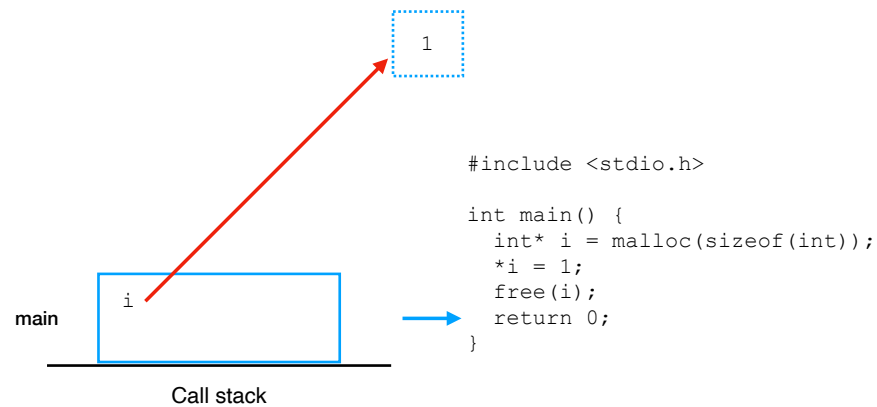 1
#include <stdio.h>
int main() {
  int* i = malloc(sizeof(int));
  *i = 1;
  free(i);
  return 0;
}
i
main
Call stack